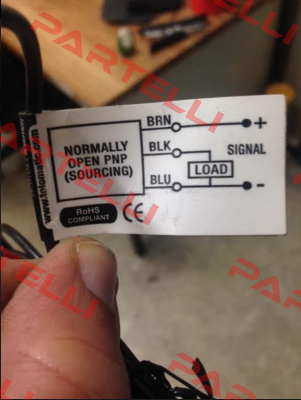 PARTELLI
BRN
+
NORMALLY
OPEN PNP
(SOURCING)
BLK
SIGNAL
LOAD
BLU
-
RoHS
COMPLIANT
CE
PARTELLI
PARTELLI
PARTELLI